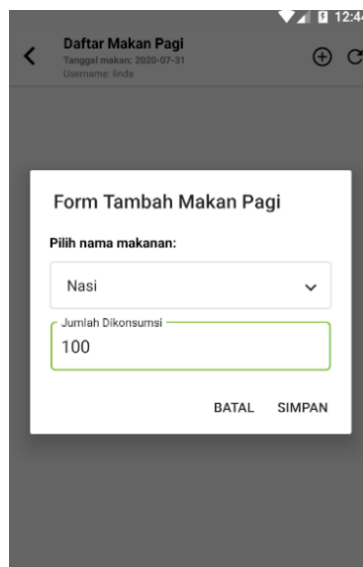 12:44
Daftar Makan Pagi
Tanggal makan: 2020-07-31
Username: linda
Form Tambah Makan Pagi
Pilih nama makanan:
Nasi
Jumlah Dikonsumsi
100
BATAL SIMPAN